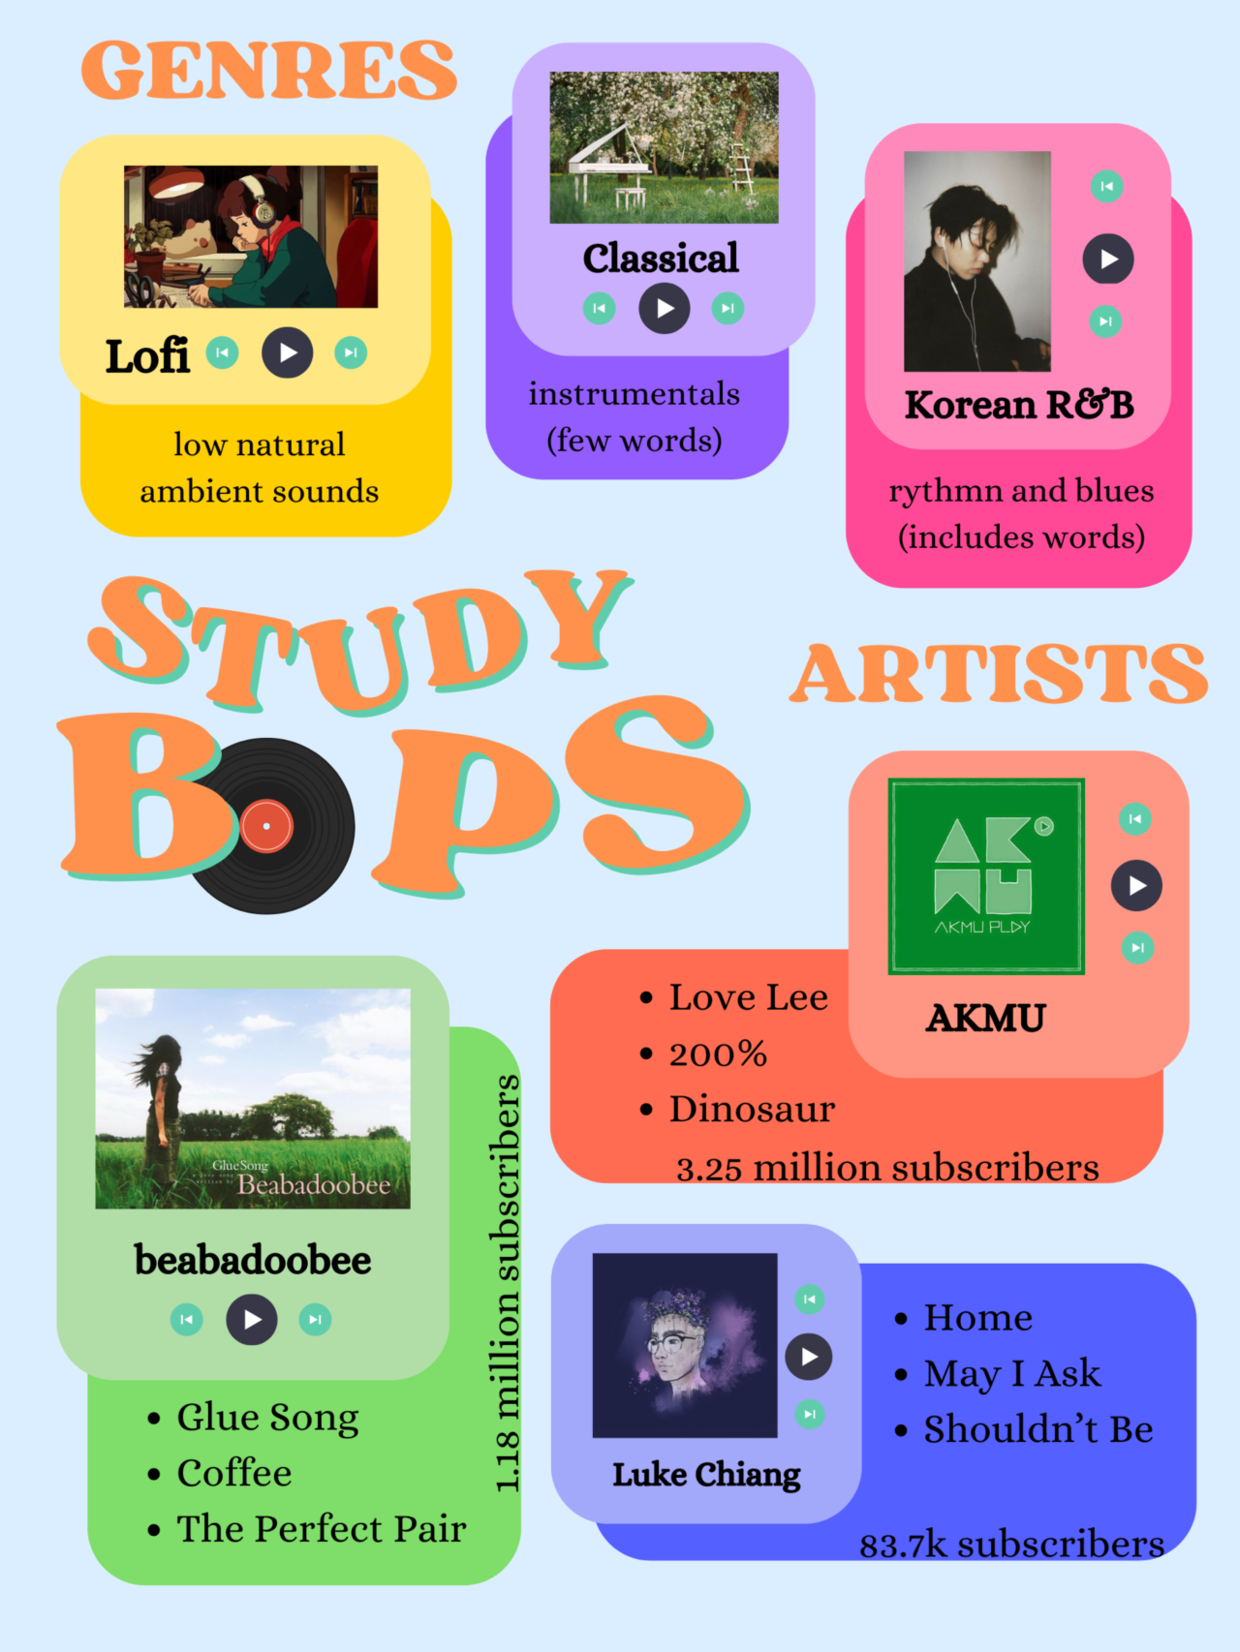 GENRES
Lofi
low natural
ambient sounds
Classical
instrumentals
(few words)
Korean R&B
rythmn and blues
(includes words)
STUDY
BOPS
ARTISTS
AKMU
AKMU PLAY
AKMU
Love Lee
200%
Dinosaur
3.25 million subscribers
GlueSong
Beabadoobee
beabadoobee
Glue Song
Coffee
The Perfect Pair
1.18 million subscribers
Luke Chiang
Home
May I Ask
Shouldn't Be
83.7k subscribers